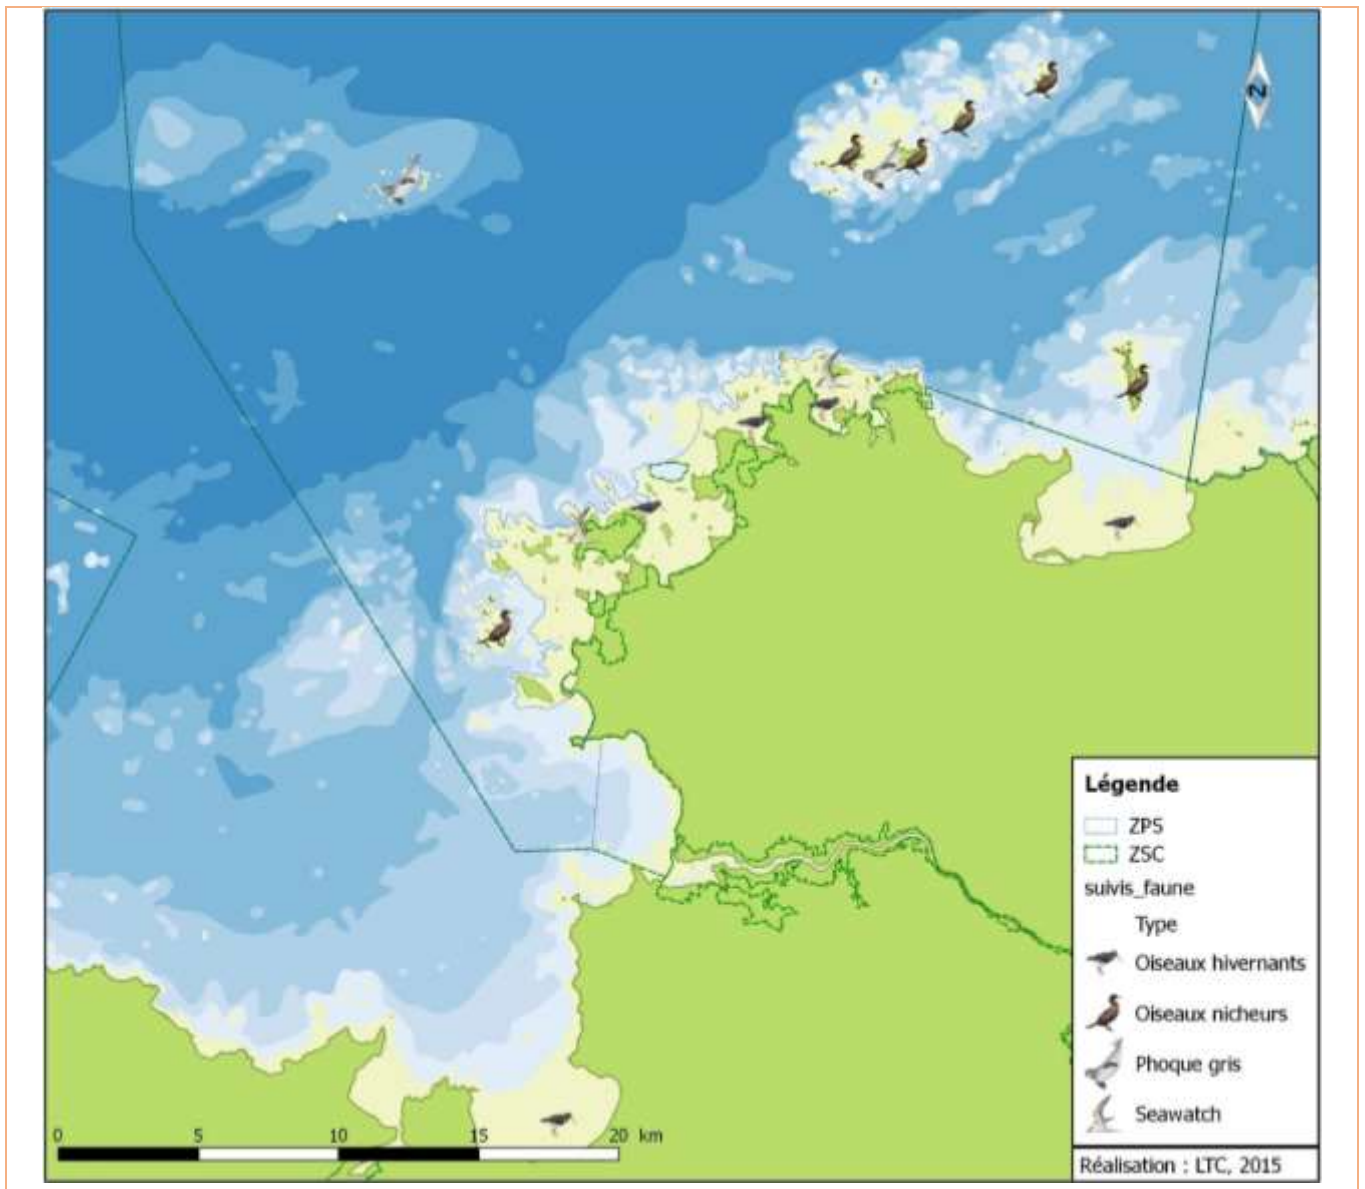 N
Légende
ZPS
ZSC
suivis_faune
Type
Oiseaux hivernants
Oiseaux nicheurs
Phoque gris
Seawatch
0 5 10 15 20 km
Réalisation : LTC, 2015